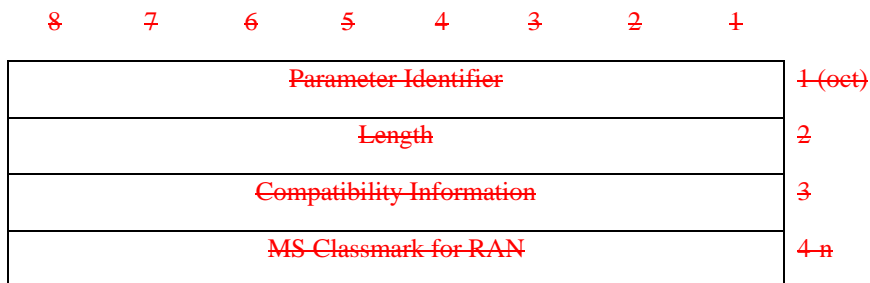 8 7 6 5 4 3 2 1
Parameter Identifier 1 (oct)
Length 2
Compatibility Information 3
MS Classmark for RAN 4-n